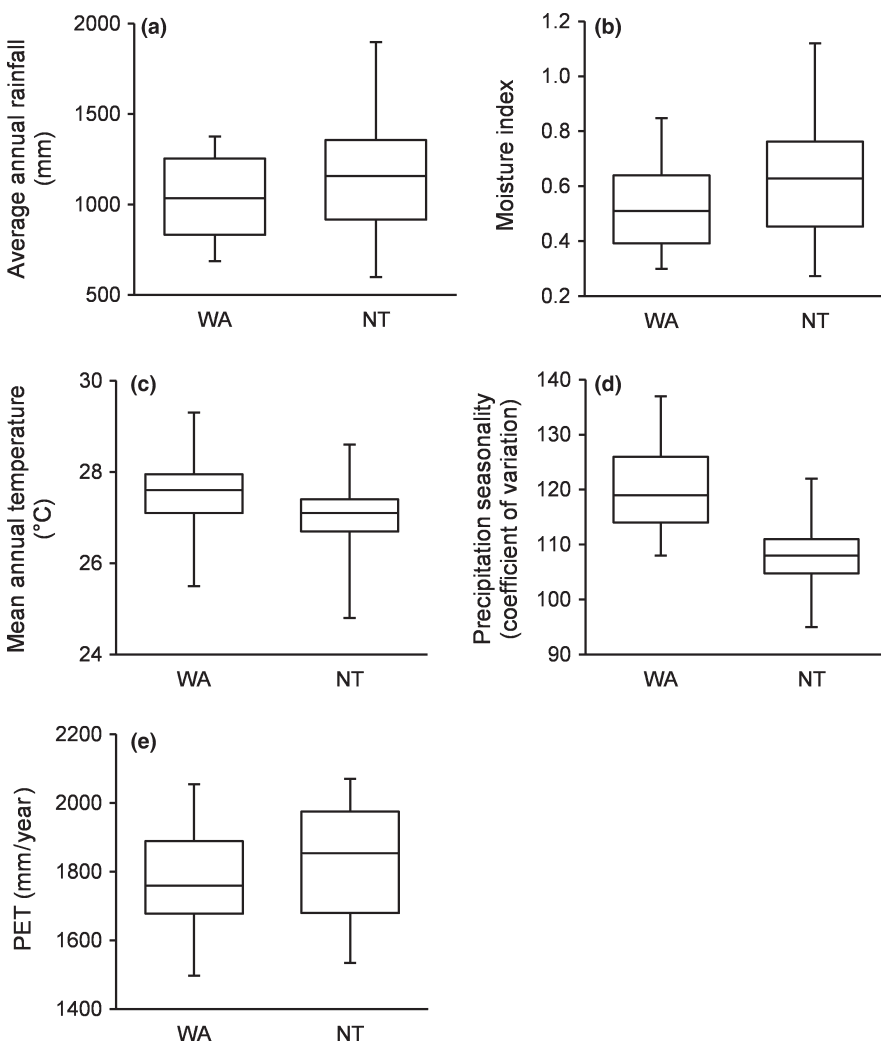 (a)
Average annual rainfall
(mm)
2000
1500
1000
500
WA
NT
(b)
Moisture index
1.2
1.0
0.8
0.6
0.4
0.2
WA
NT
(c)
Mean annual temperature
(°C)
30
28
26
24
WA
NT
(d)
Precipitation seasonality
(coefficient of variation)
140
130
120
110
100
90
WA
NT
(e)
PET (mm/year)
2200
2000
1800
1600
1400
WA
NT